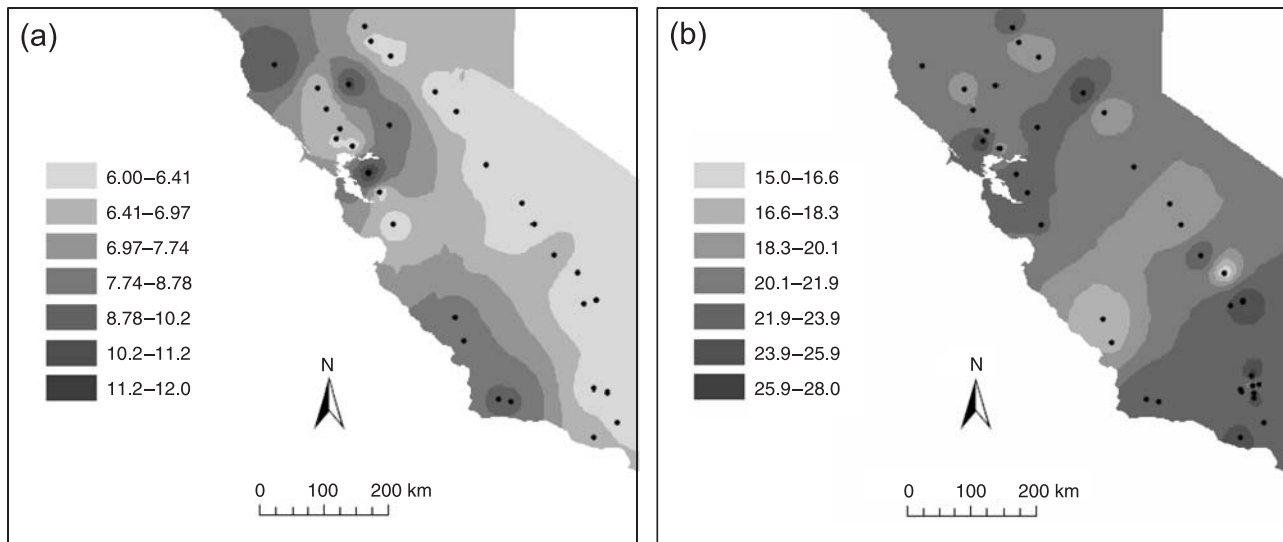 (a)
6.00–6.41
6.41–6.97
6.97–7.74
7.74–8.78
8.78–10.2
10.2–11.2
11.2–12.0
N
0 100 200 km
(b)
15.0–16.6
16.6–18.3
18.3–20.1
20.1–21.9
21.9–23.9
23.9–25.9
25.9–28.0
N
0 100 200 km